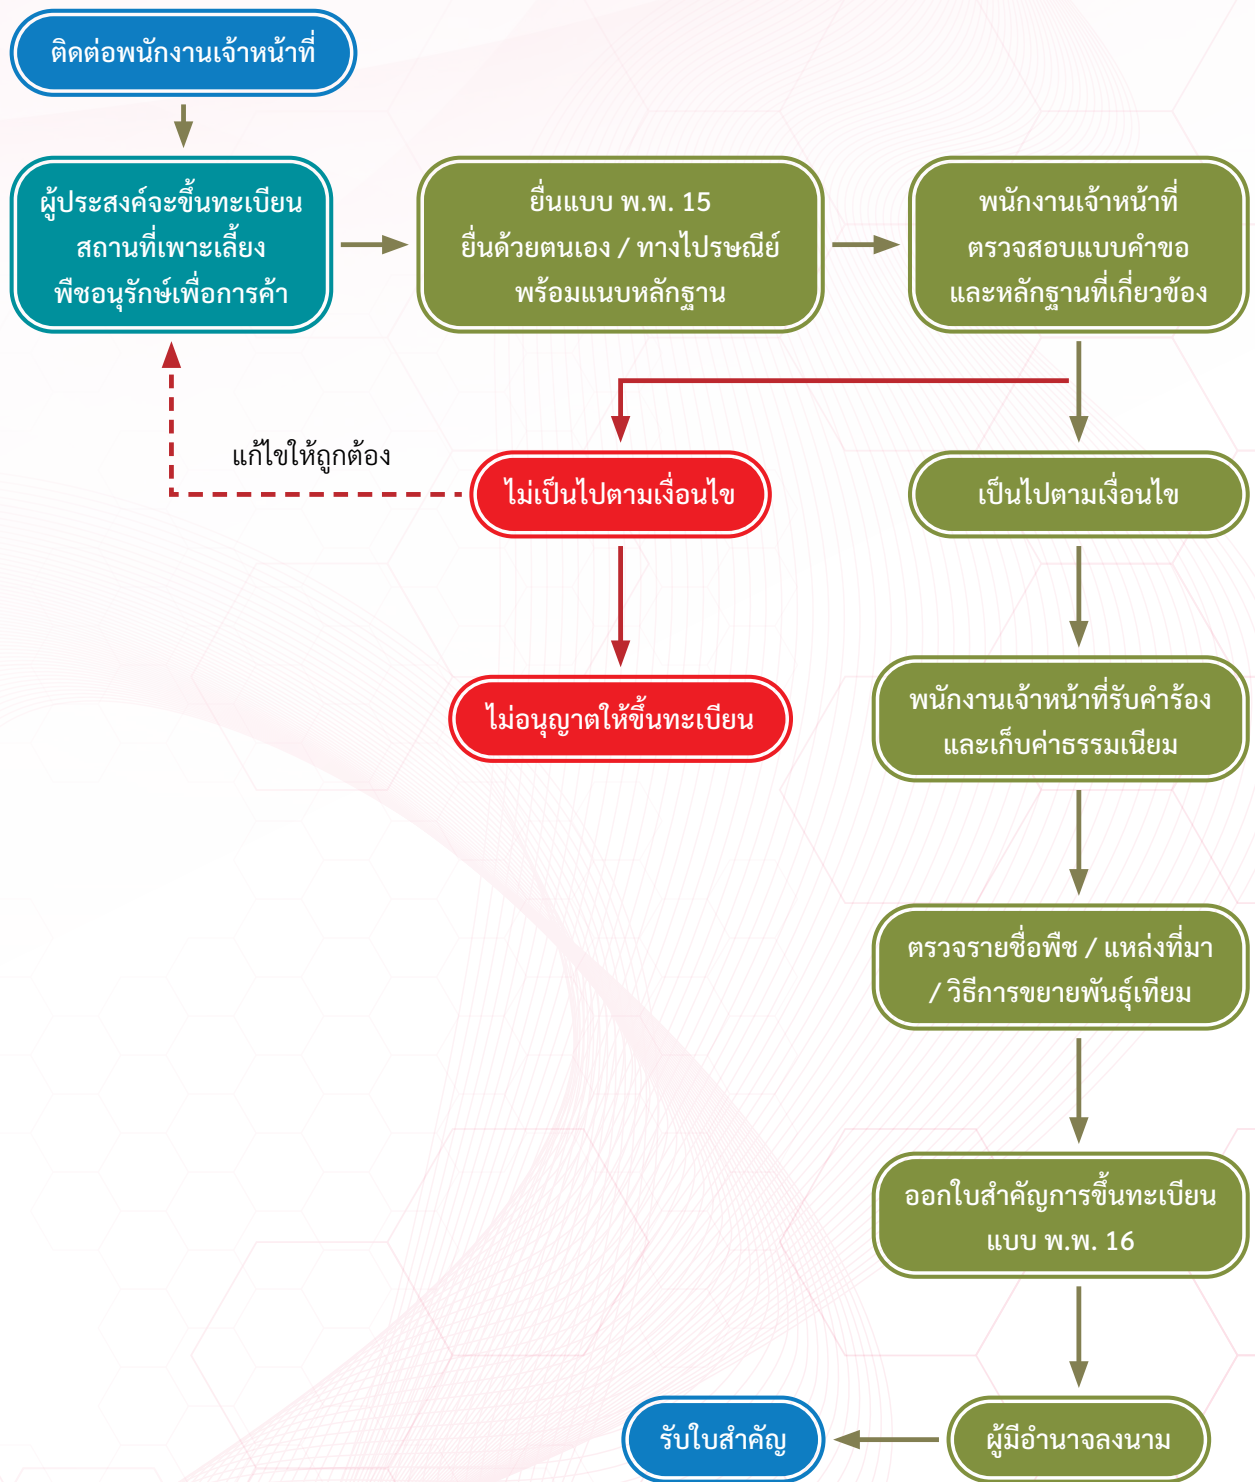 ติดต่อพนักงานเจ้าหน้าที่
ผู้ประสงค์จะขึ้นทะเบียน
สถานที่เพาะเลี้ยง
พืชอนุรักษ์เพื่อการค้า
ยื่นแบบ พ.พ. 15
ยื่นด้วยตนเอง / ทางไปรษณีย์
พร้อมแนบหลักฐาน
พนักงานเจ้าหน้าที่
ตรวจสอบแบบคำขอ
และหลักฐานที่เกี่ยวข้อง
แก้ไขให้ถูกต้อง
ไม่เป็นไปตามเงื่อนไข
เป็นไปตามเงื่อนไข
ไม่อนุญาตให้ขึ้นทะเบียน
พนักงานเจ้าหน้าที่รับคำร้อง
และเก็บค่าธรรมเนียม
ตรวจรายชื่อพืช / แหล่งที่มา
/ วิธีการขยายพันธุ์เทียม
ออกใบสำคัญการขึ้นทะเบียน
แบบ พ.พ. 16
ผู้มีอำนาจลงนาม
รับใบสำคัญ